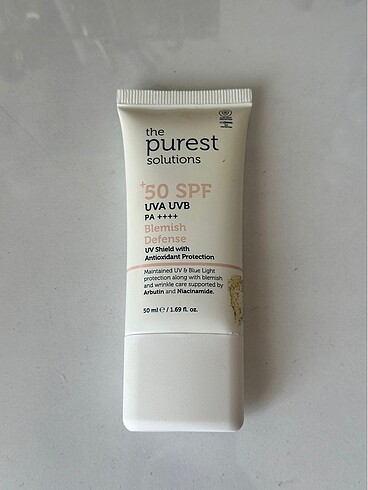 the
purest
solutions
+50 SPF
UVA UVB
PA ++++
Blemish
Defense
UV Shield with
Antioxidant Protection
Maintained UV & Blue Light
protection along with blemish
and wrinkle care supported by
Arbutin and Niacinamide.
50 ml ℮ / 1.69 fl. oz.